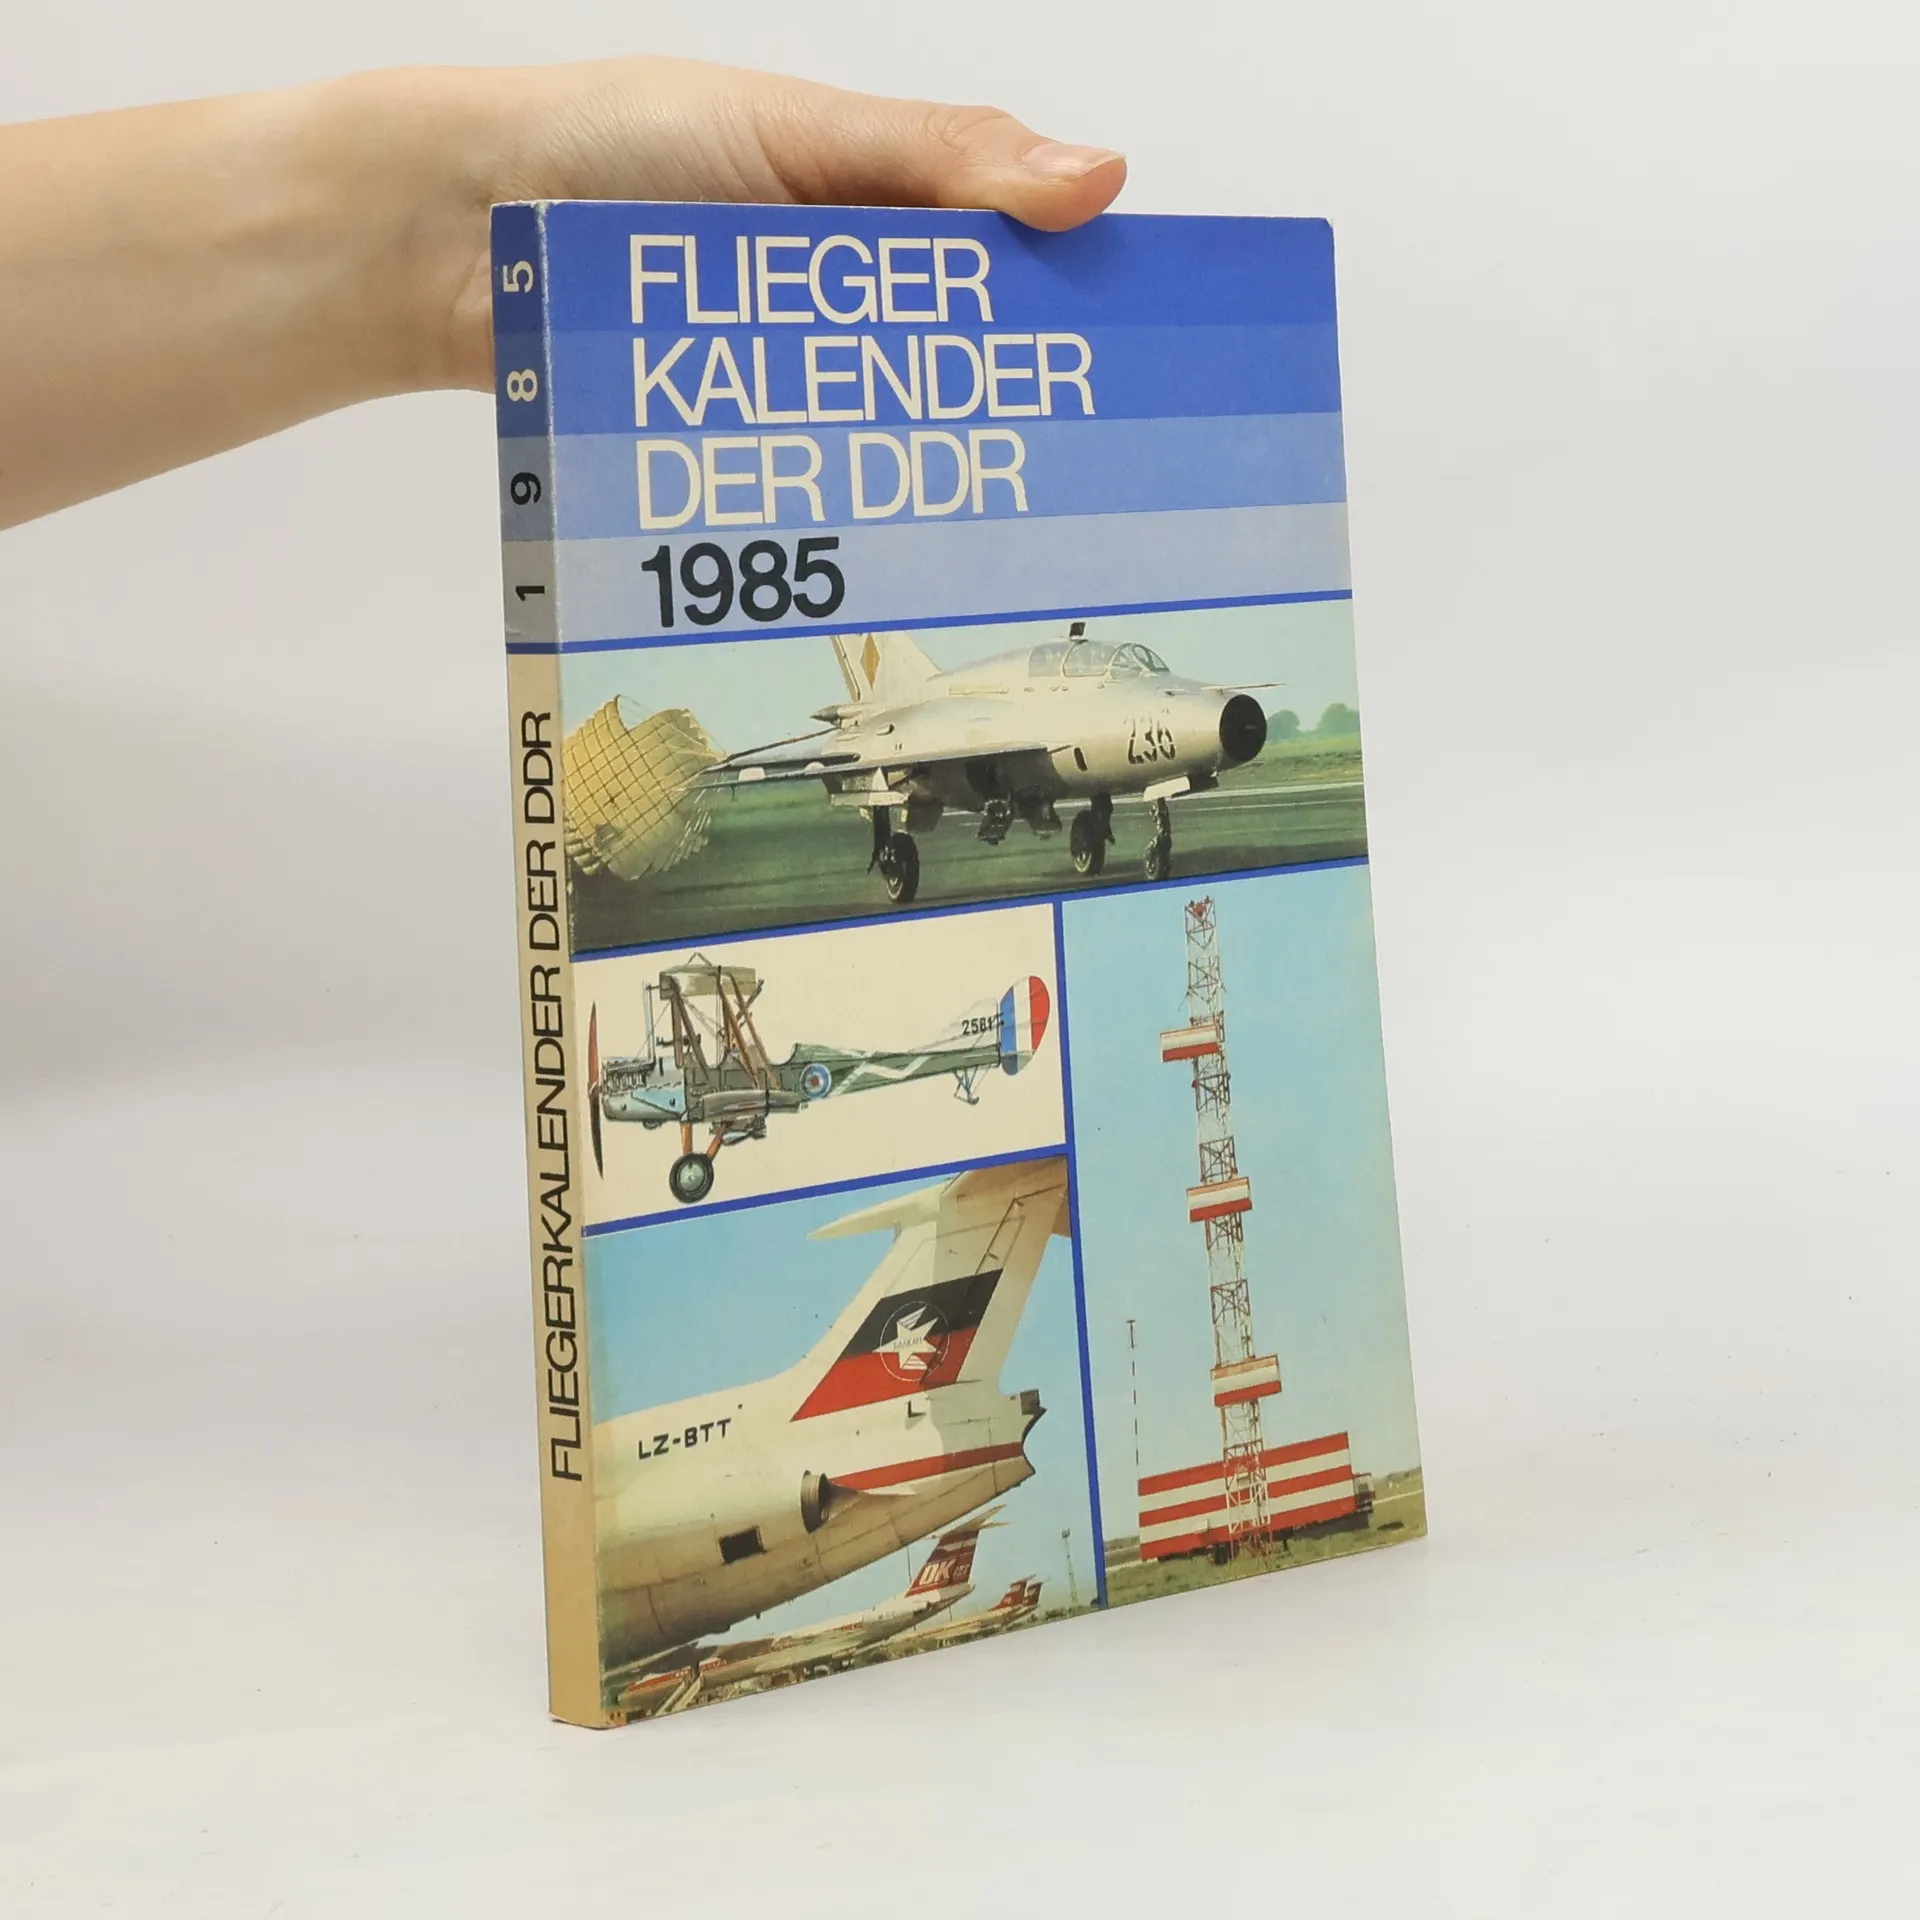 FLIEGER
KALENDER
DER DDR
1985
FLIEGERKALENDER DER DDR 1985
236
2561
LZ-BTT
L
OK